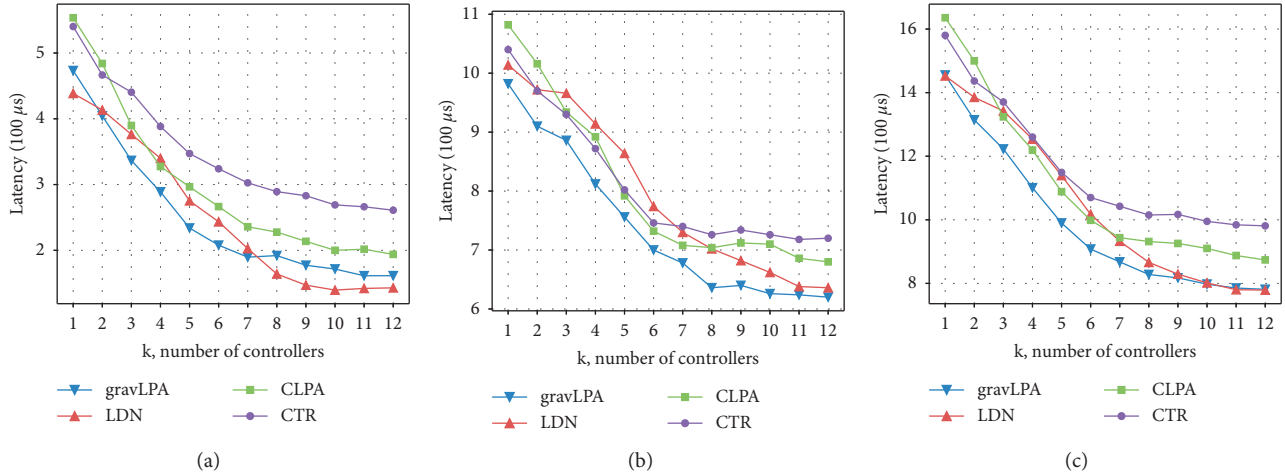 5
4
3
2
Latency (100 μs)
1 2 3 4 5 6 7 8 9 10 11 12
k, number of controllers
gravLPA CLPA
LDN CTR
(a)
11
10
9
8
7
6
Latency (100 μs)
1 2 3 4 5 6 7 8 9 10 11 12
k, number of controllers
gravLPA CLPA
LDN CTR
(b)
16
14
12
10
8
Latency (100 μs)
1 2 3 4 5 6 7 8 9 10 11 12
k, number of controllers
gravLPA CLPA
LDN CTR
(c)